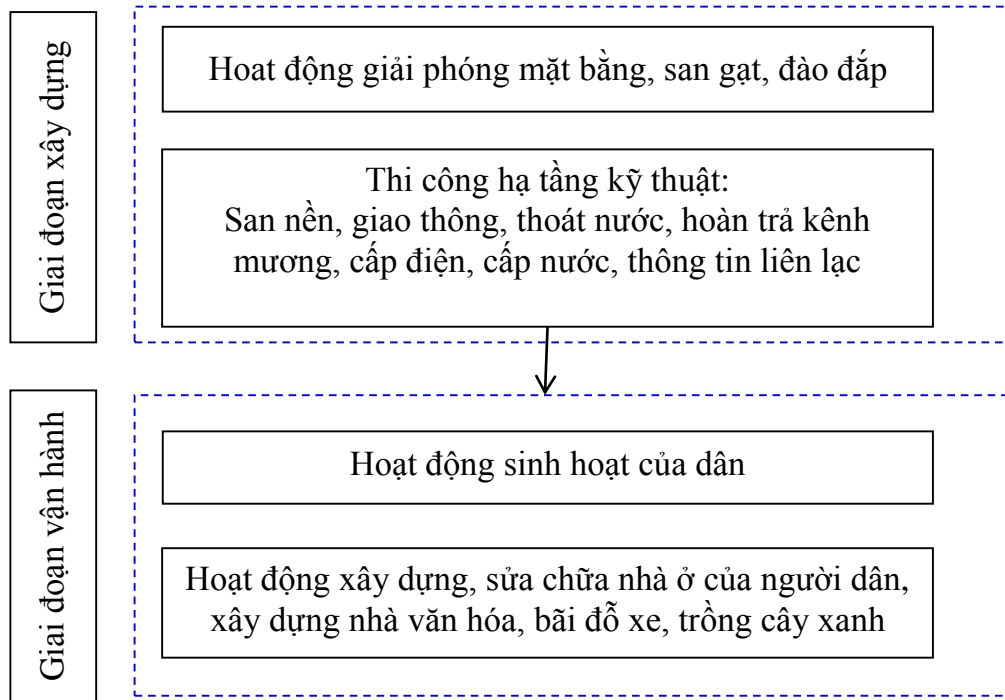 Giai đoạn xây dựng
Hoat động giải phóng mặt bằng, san gạt, đào đắp
Thi công hạ tầng kỹ thuật:
San nền, giao thông, thoát nước, hoàn trả kênh
mương, cấp điện, cấp nước, thông tin liên lạc
Giai đoạn vận hành
Hoạt động sinh hoạt của dân
Hoạt động xây dựng, sửa chữa nhà ở của người dân,
xây dựng nhà văn hóa, bãi đỗ xe, trồng cây xanh